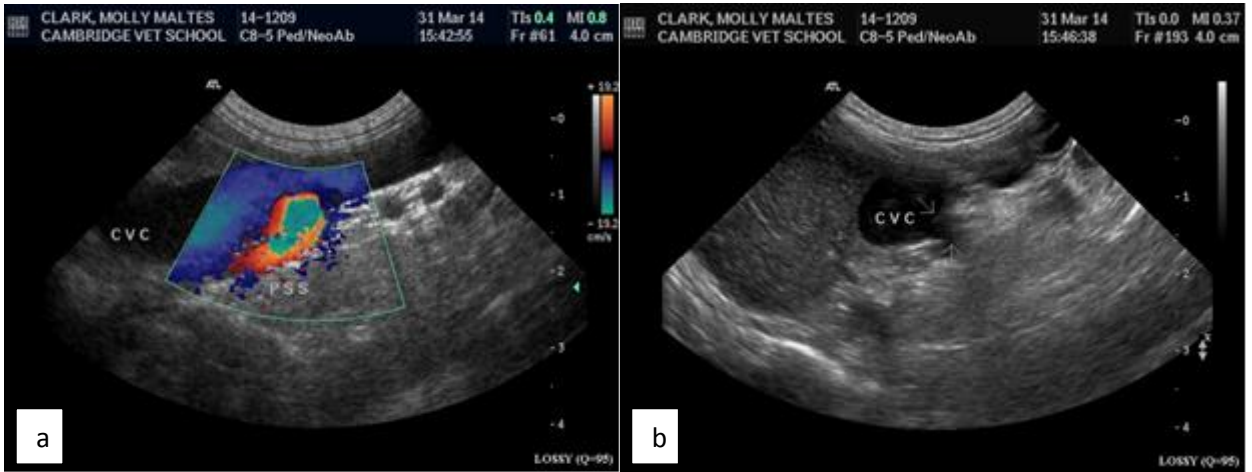 CLARK, MOLLY MALTES 14-1209 31 Mar 14 TIs 0.4 MI 0.8
CAMBRIDGE VET SCHOOL C8-5 Ped/NeoAb 15:42:55 Fr #61 4.0 cm
ATL
+ 19.2
-0
-1
- 19.2
cm/s
CVC
-2
PSS
-3
-4
a
LOSSY (Q=95)
CLARK, MOLLY MALTES 14-1209 31 Mar 14 TIs 0.0 MI 0.37
CAMBRIDGE VET SCHOOL C8-5 Ped/NeoAb 15:46:38 Fr #193 4.0 cm
ATL
-0
-1
CVC
-2
-3
-4
b
LOSSY (Q=95)